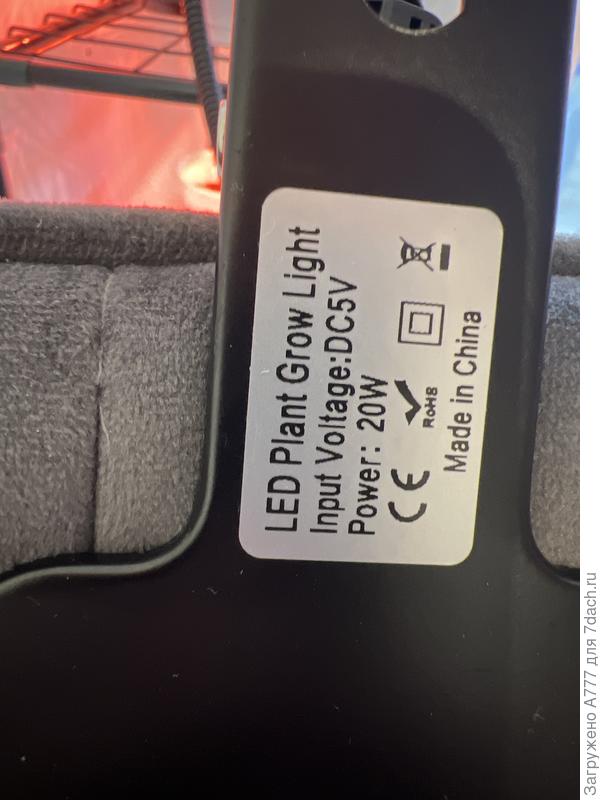 LED Plant Grow Light
Input Voltage:DC5V
Power: 20W
CE
RoHS
Made in China
Загружено A777 для 7dach.ru